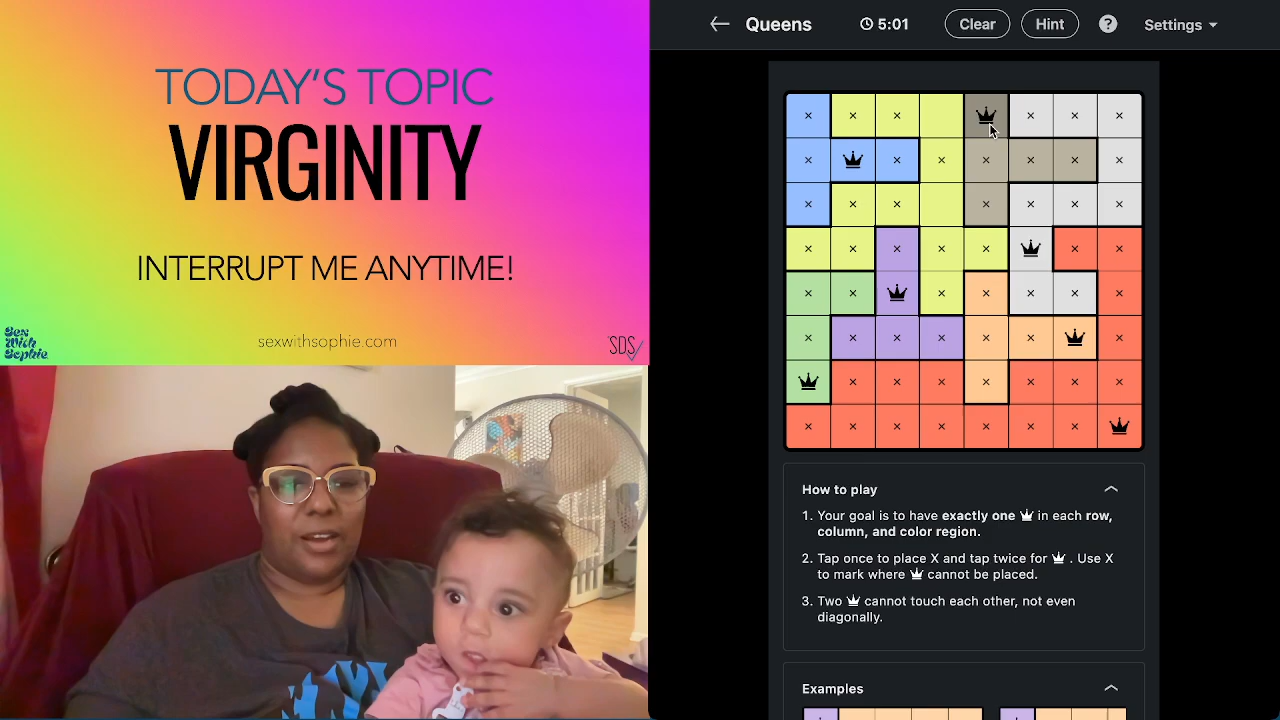 TODAY'S TOPIC
VIRGINITY
INTERRUPT ME ANYTIME!
Sex
With
Sophie
sexwithsophie.com
SDS
Queens
5:01
Clear
Hint
?
Settings
How to play
1. Your goal is to have exactly one in each row,
column, and color region.
2. Tap once to place X and tap twice for . Use X
to mark where cannot be placed.
3. Two cannot touch each other, not even
diagonally.
Examples